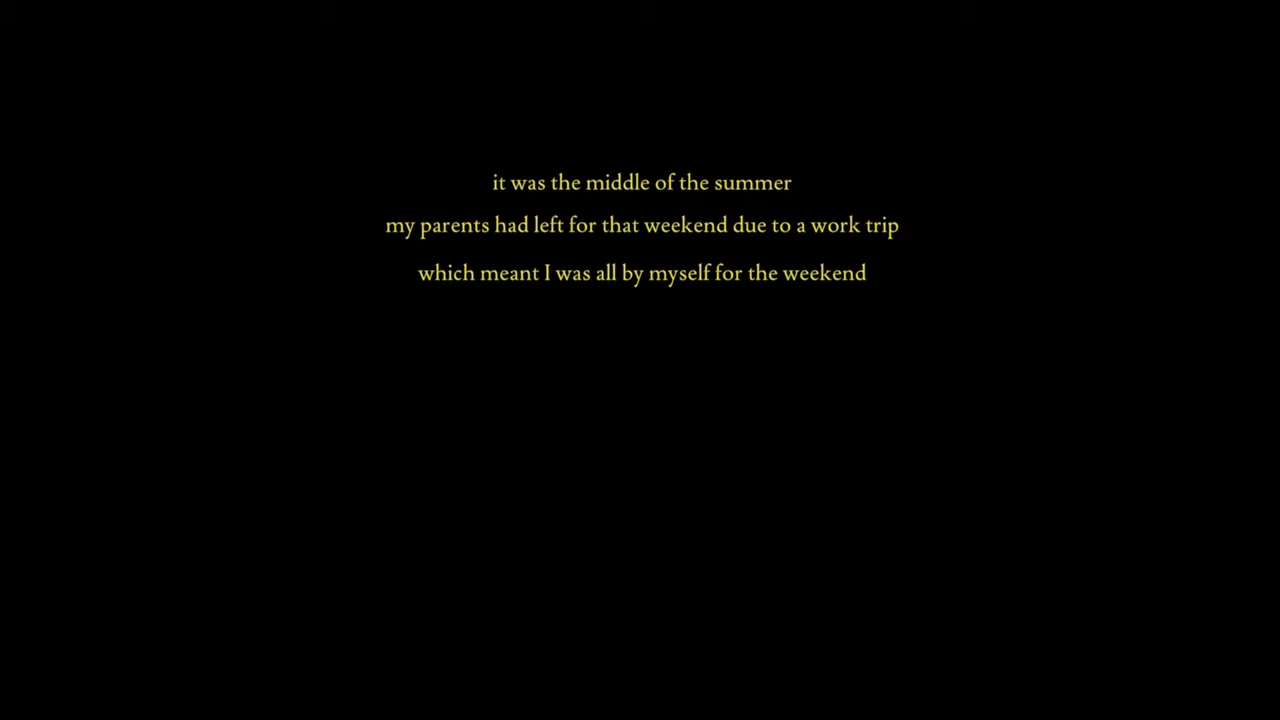 it was the middle of the summer
my parents had left for that weekend due to a work trip
which meant I was all by myself for the weekend